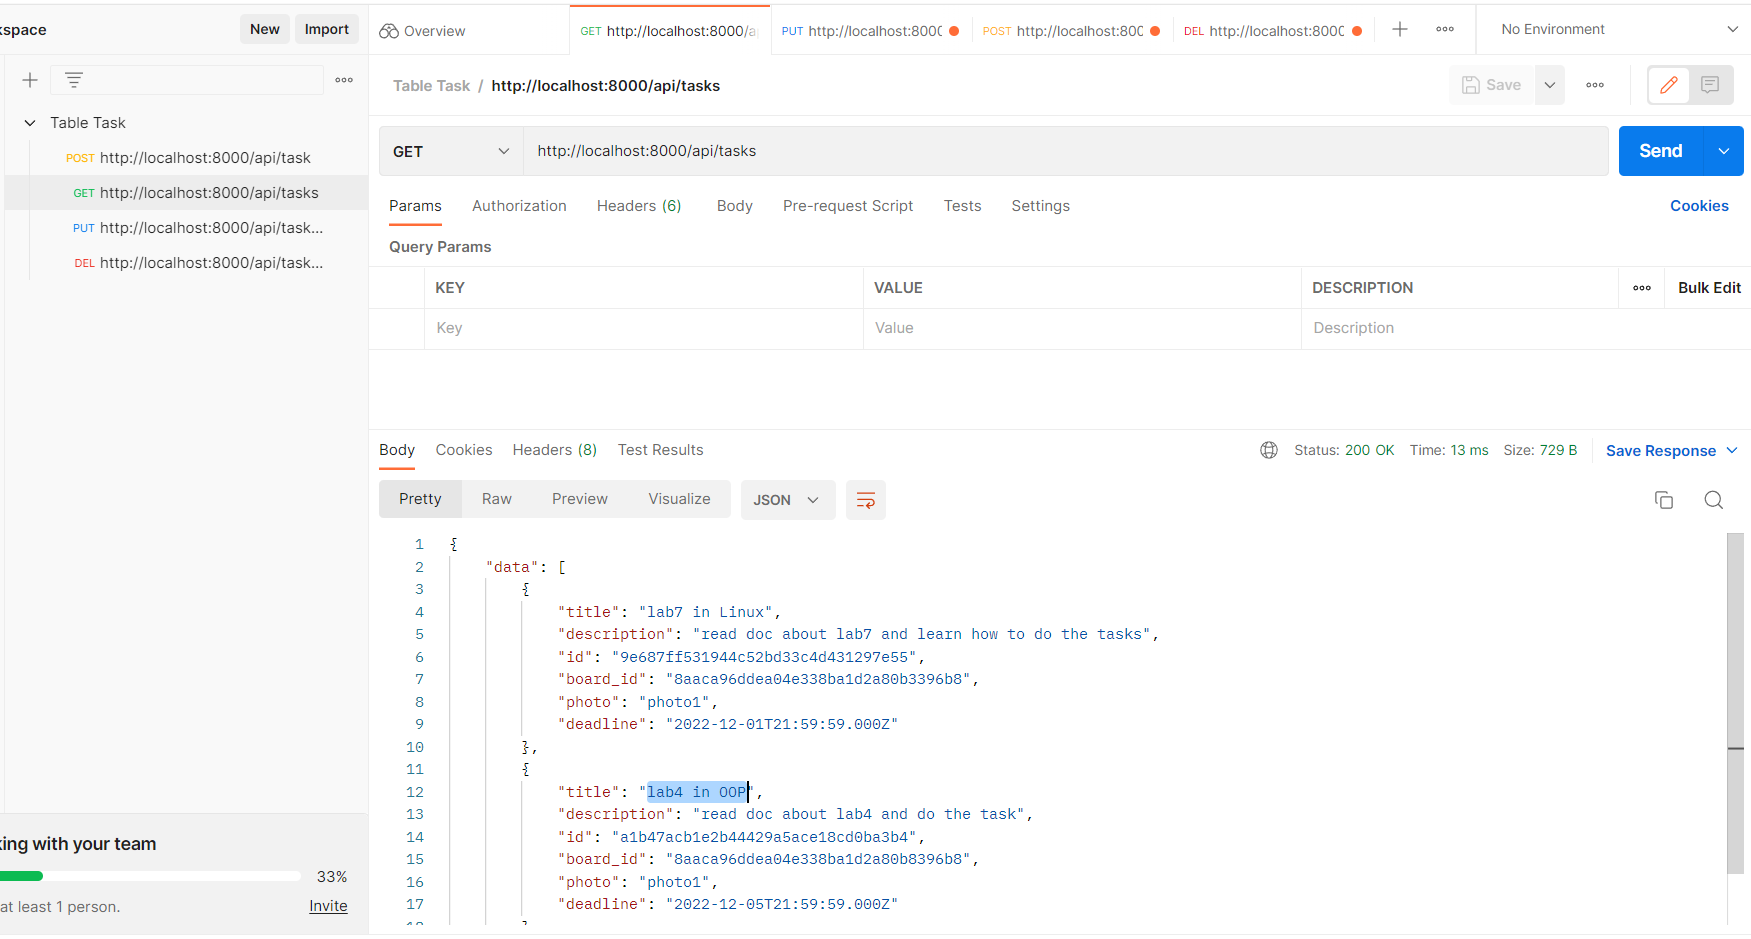 kspace
New Import
Overview
GET http://localhost:8000/a
PUT http://localhost:800
POST http://localhost:800
DEL http://localhost:800
No Environment
Table Task / http://localhost:8000/api/tasks
Save
Table Task
POST http://localhost:8000/api/task
GET http://localhost:8000/api/tasks
PUT http://localhost:8000/api/task...
DEL http://localhost:8000/api/task...
GET http://localhost:8000/api/tasks
Send
Params Authorization Headers (6) Body Pre-request Script Tests Settings Cookies
Query Params
KEY VALUE DESCRIPTION Bulk Edit
Key Value Description
Body Cookies Headers (8) Test Results Status: 200 OK Time: 13 ms Size: 729 B Save Response
Pretty Raw Preview Visualize JSON
1 {
2 "data": [
3 {
4 "title": "lab7 in Linux",
5 "description": "read doc about lab7 and learn how to do the tasks",
6 "id": "9e687ff531944c52bd33c4d431297e55",
7 "board_id": "8aaca96ddea04e338ba1d2a80b3396b8",
8 "photo": "photo1",
9 "deadline": "2022-12-01T21:59:59.000Z"
10 },
11 {
12 "title": "lab4 in OOP",
13 "description": "read doc about lab4 and do the task",
14 "id": "a1b47acb1e2b44429a5ace18cd0ba3b4",
15 "board_id": "8aaca96ddea04e338ba1d2a80b8396b8",
16 "photo": "photo1",
17 "deadline": "2022-12-05T21:59:59.000Z"
king with your team
33%
at least 1 person.
Invite